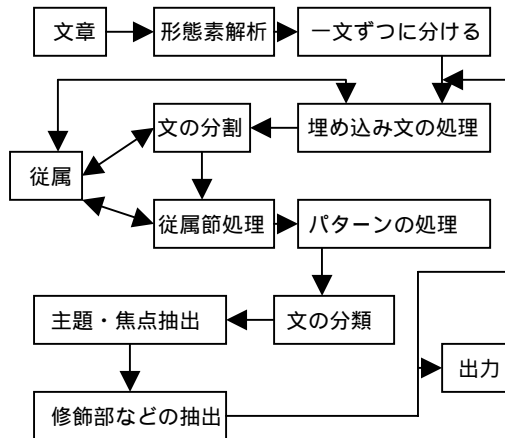 文章
形態素解析
一文ずつに分ける
文の分割
埋め込み文の処理
従属
従属節処理
パターンの処理
主題・焦点抽出
文の分類
出力
修飾部などの抽出